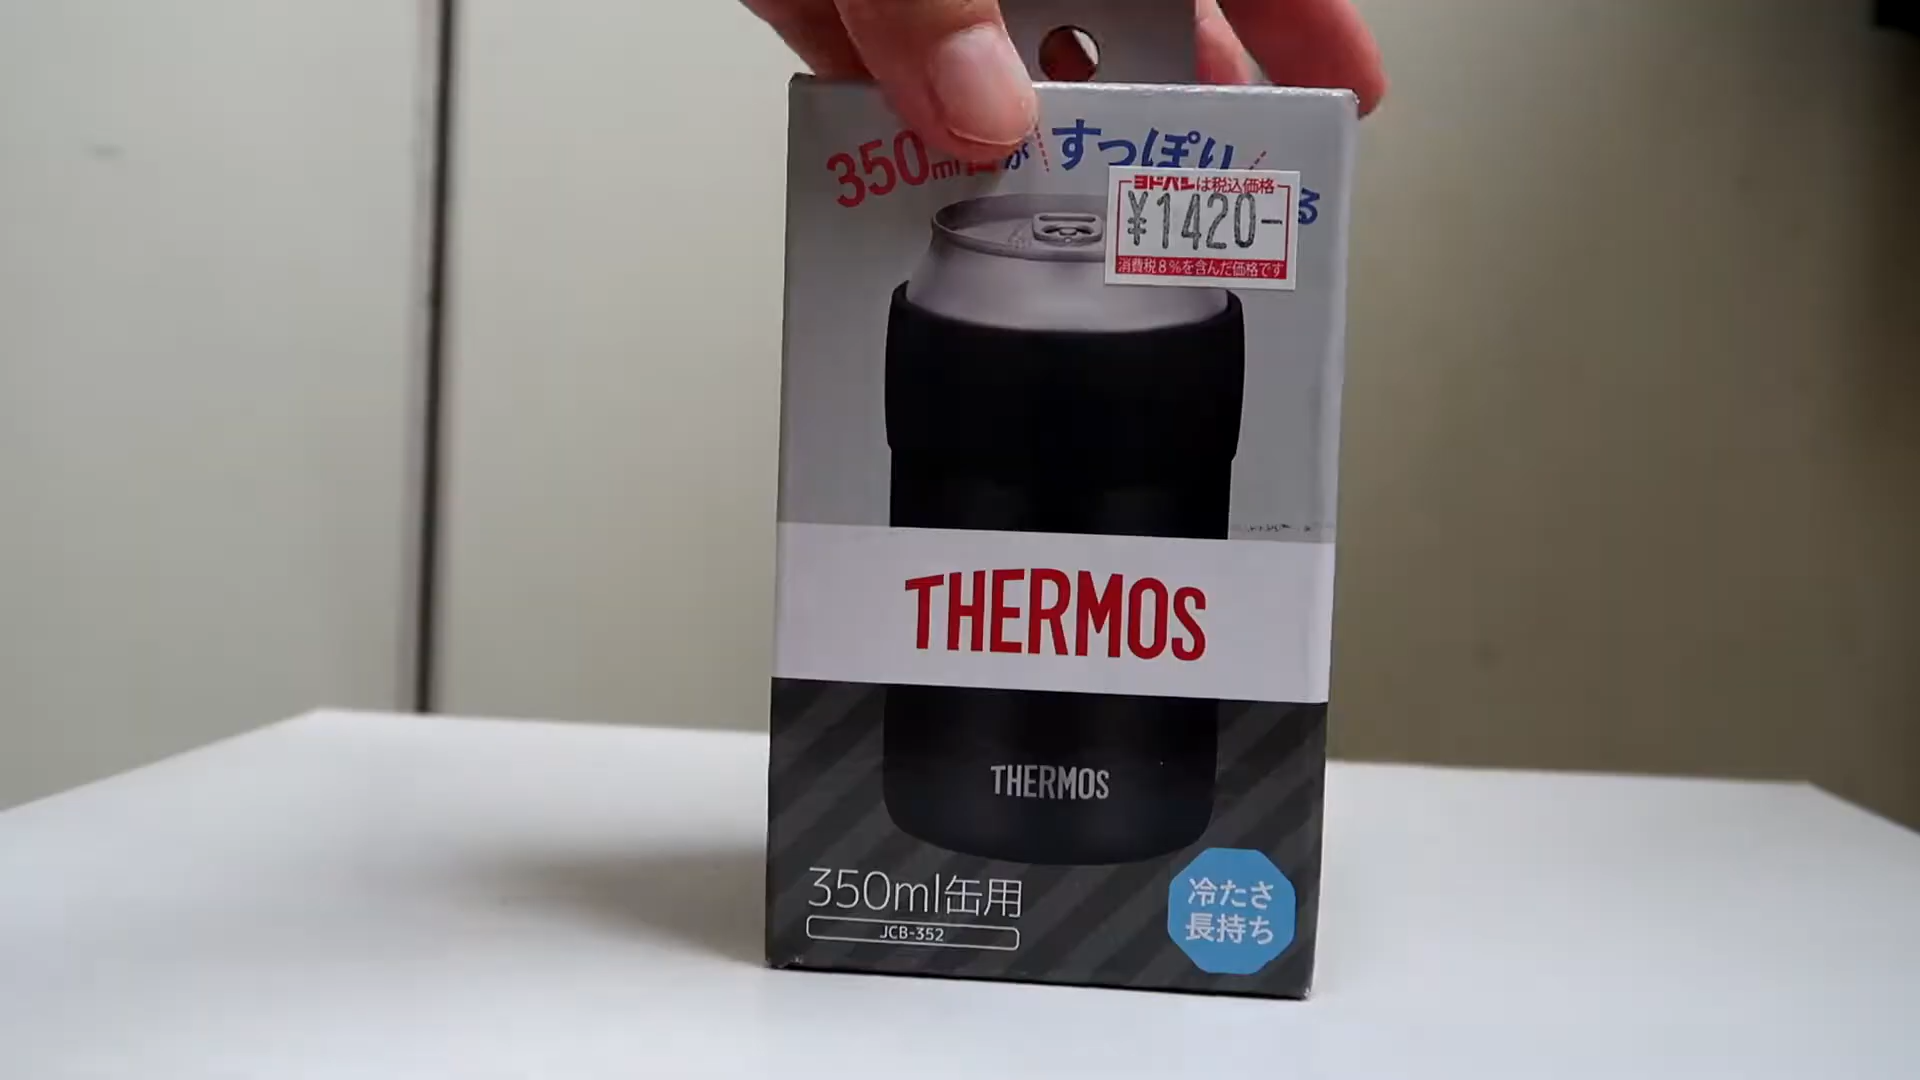 350ml
が
すっぽり
る
ヨドバシは税込価格
¥1420-
消費税8%を含んだ価格です
THERMOS
THERMOS
350ml缶用
JCB-352
冷たさ
長持ち